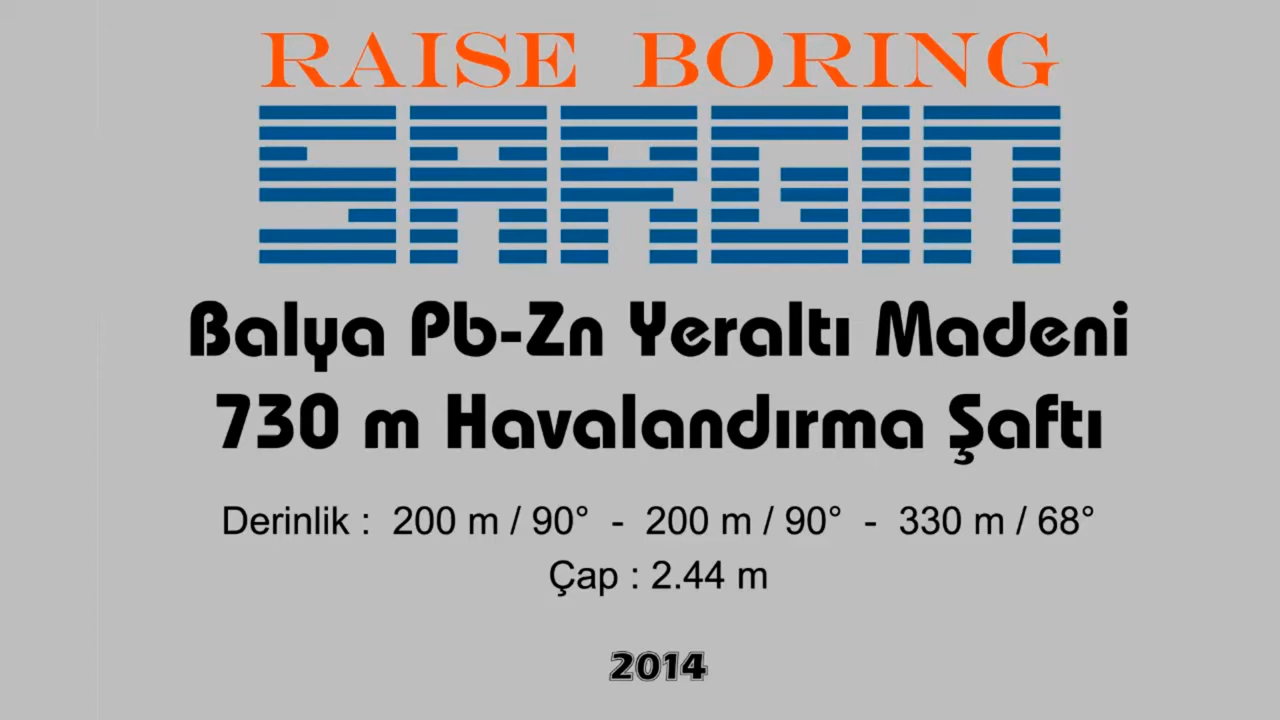 RAISE BORING
SARGIN
Balya Pb-Zn Yeraltı Madeni
730 m Havalandırma Şaftı
Derinlik : 200 m / 90° - 200 m / 90° - 330 m / 68°
Çap : 2.44 m
2014